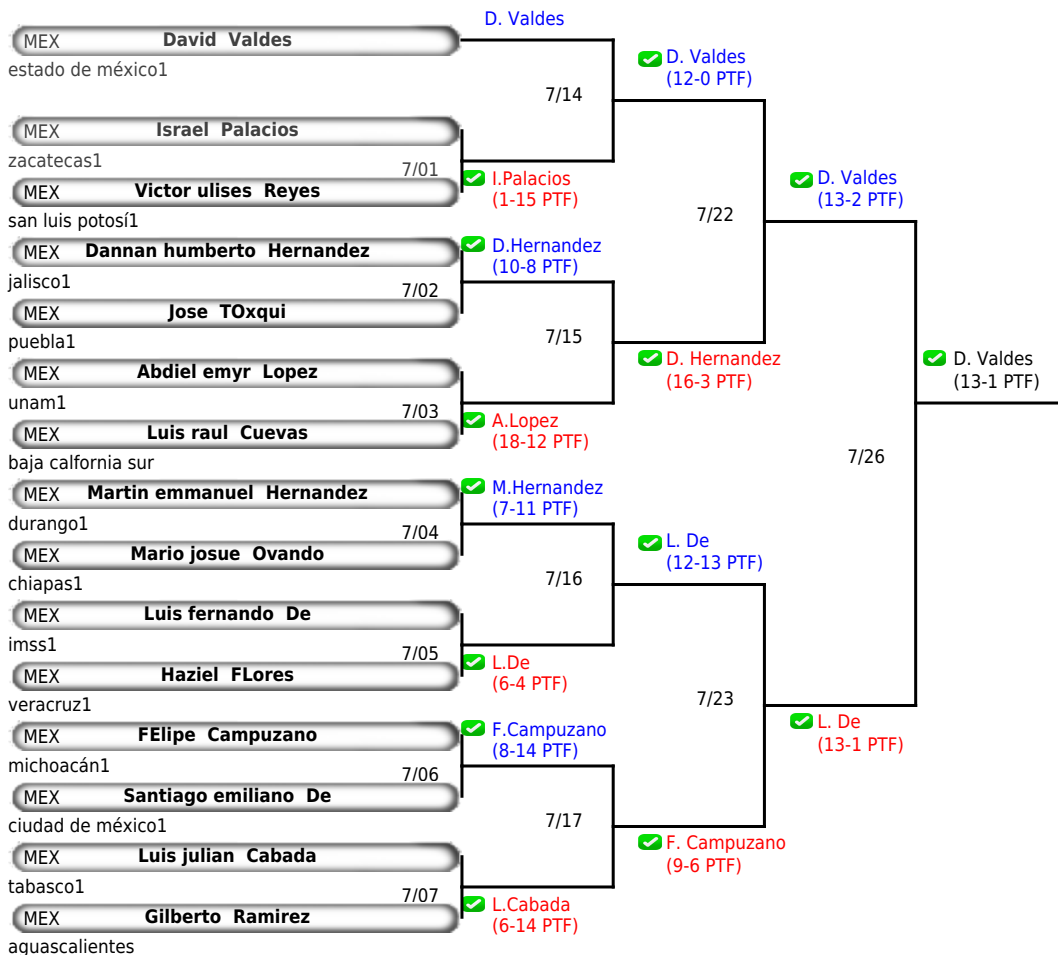 D. Valdes
MEX David Valdes
estado de méxico1
D. Valdes
(12-0 PTF)
7/14
MEX Israel Palacios
zacatecas1
7/01
I.Palacios
(1-15 PTF)
MEX Victor ulises Reyes
san luis potosí1
D. Valdes
(13-2 PTF)
7/22
MEX Dannan humberto Hernandez
jalisco1
D.Hernandez
(10-8 PTF)
7/02
MEX Jose TOxqui
puebla1
7/15
D. Hernandez
(16-3 PTF)
MEX Abdiel emyr Lopez
unam1
7/03
A.Lopez
(18-12 PTF)
MEX Luis raul Cuevas
baja calfornia sur
D. Valdes
(13-1 PTF)
7/26
MEX Martin emmanuel Hernandez
durango1
M.Hernandez
(7-11 PTF)
7/04
MEX Mario josue Ovando
chiapas1
L. De
(12-13 PTF)
7/16
MEX Luis fernando De
imss1
7/05
L.De
(6-4 PTF)
MEX Haziel FLores
veracruz1
7/23
L. De
(13-1 PTF)
MEX FElipe Campuzano
michoacán1
F.Campuzano
(8-14 PTF)
7/06
MEX Santiago emiliano De
ciudad de méxico1
7/17
F. Campuzano
(9-6 PTF)
MEX Luis julian Cabada
tabasco1
7/07
L.Cabada
(6-14 PTF)
MEX Gilberto Ramirez
aguascalientes